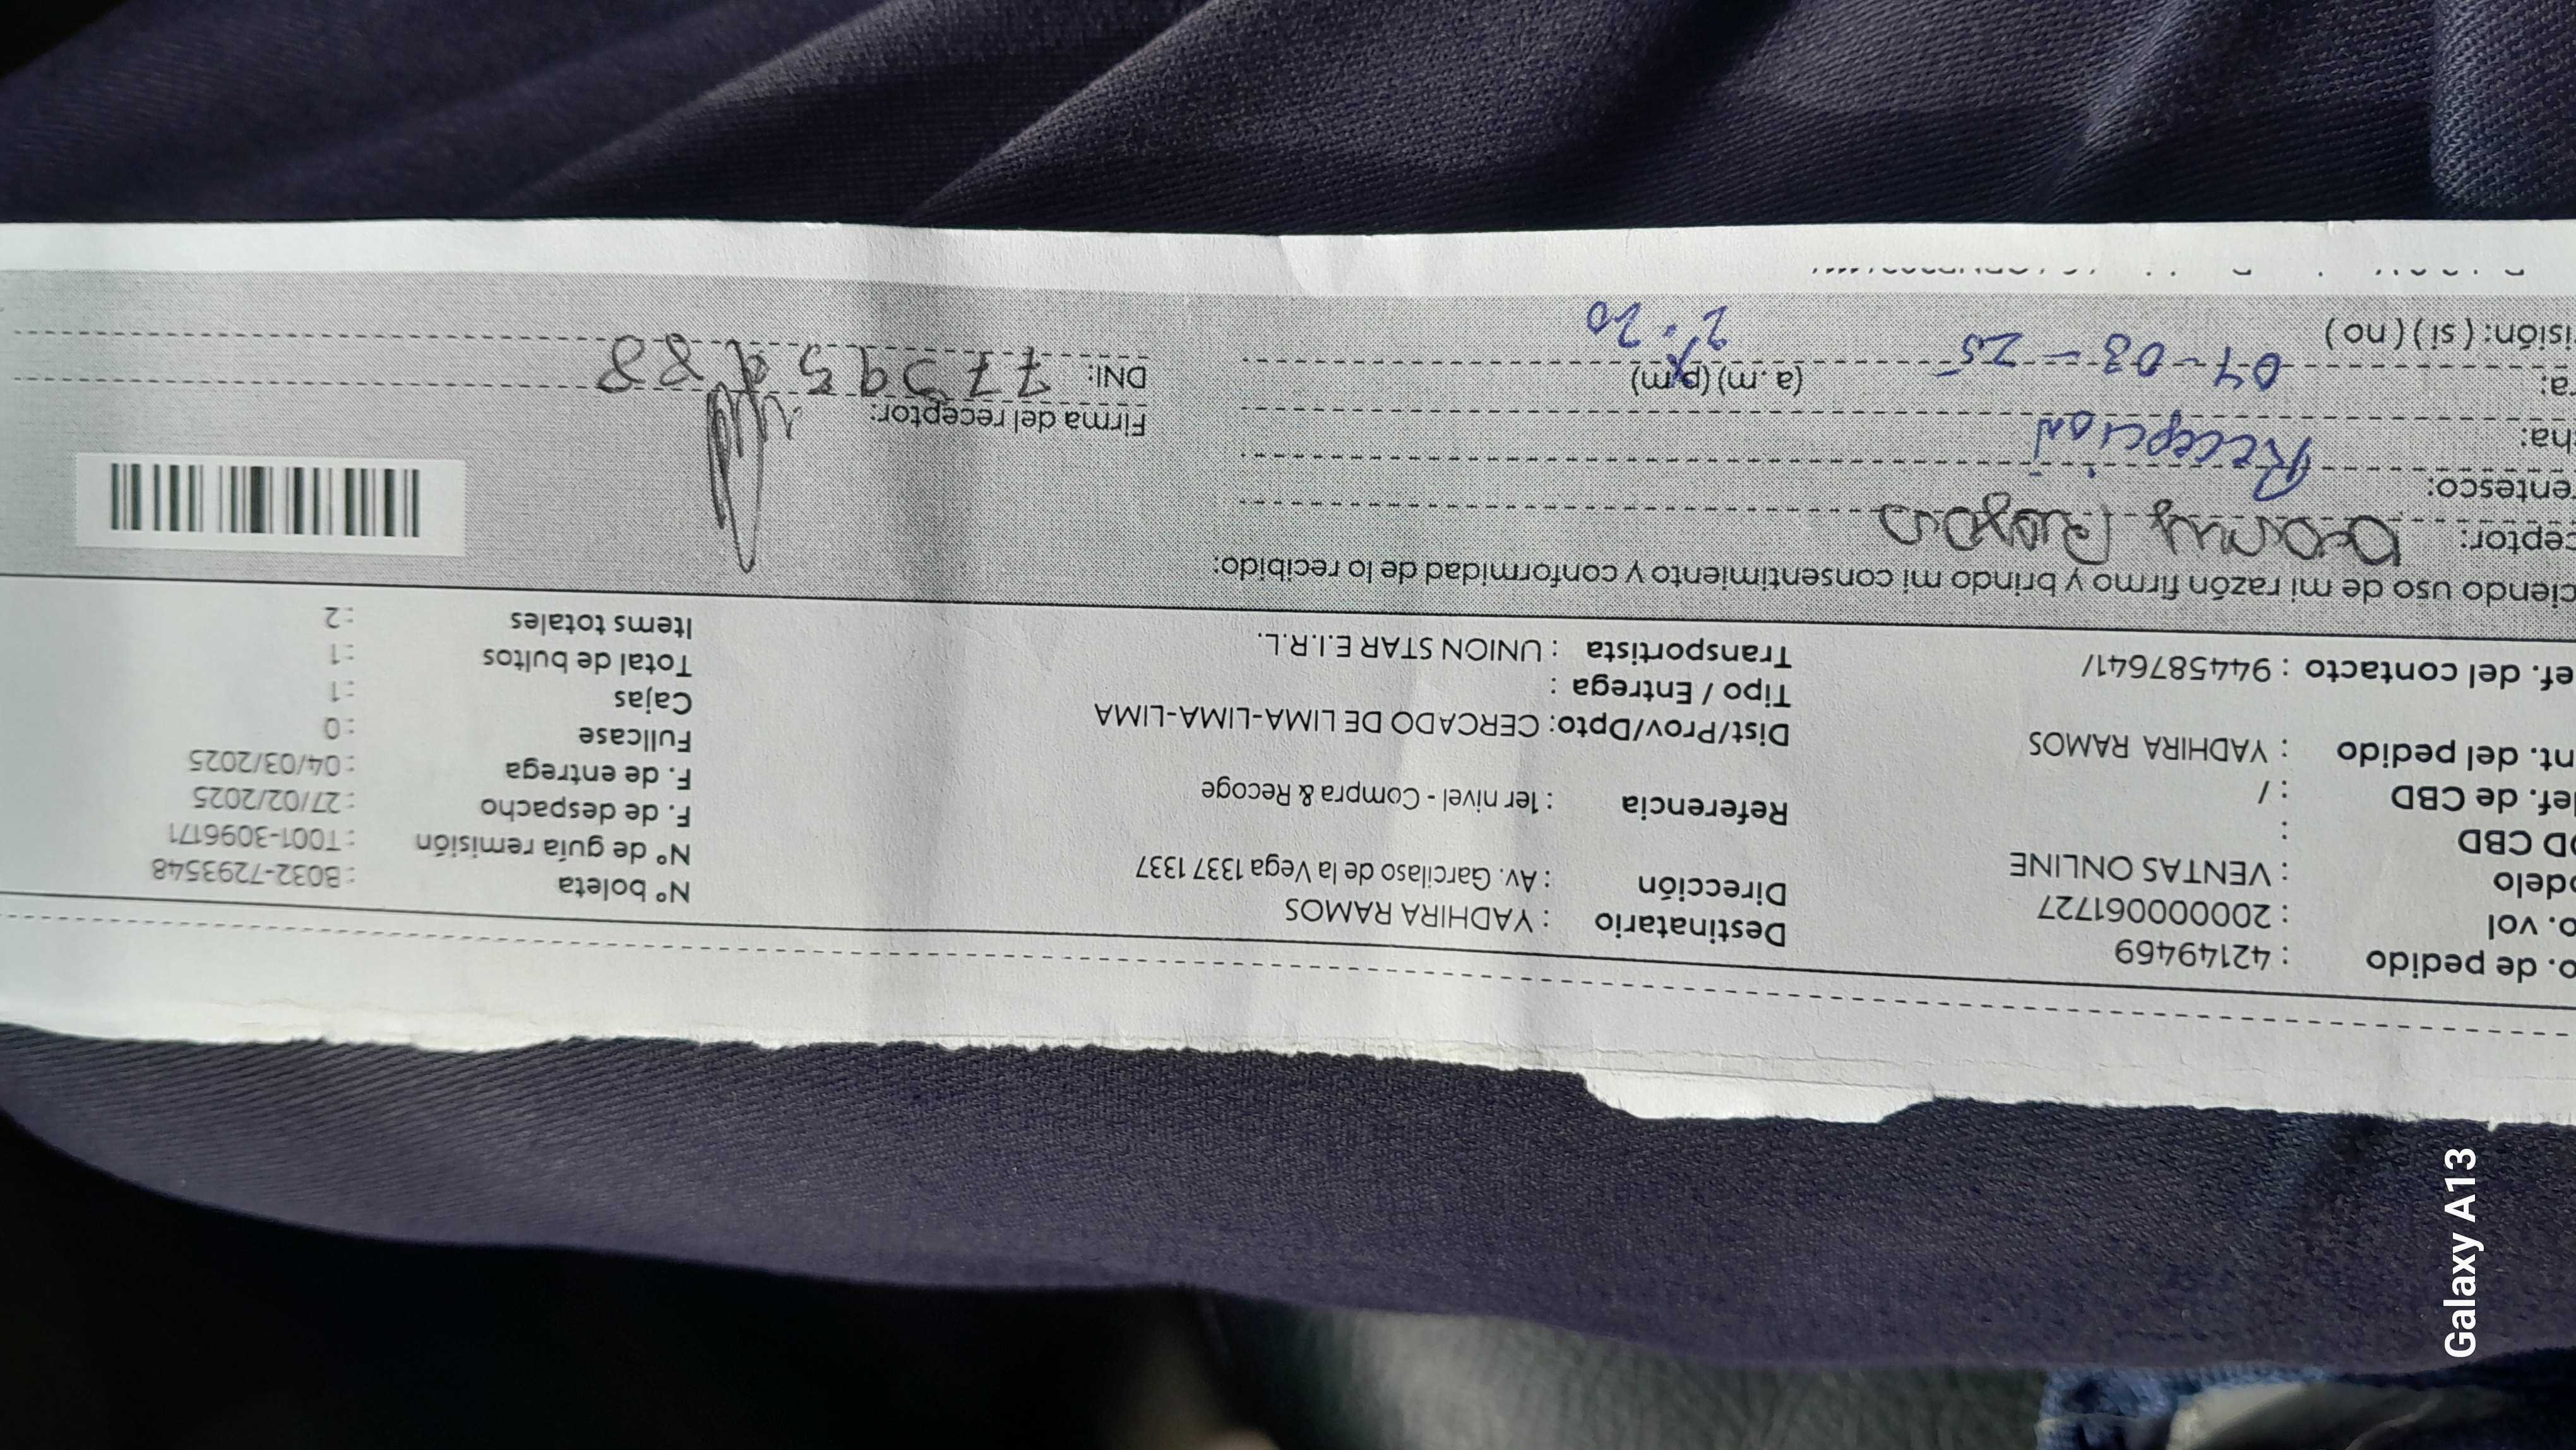 o. de pedido : 42149469
o. vol : 20000061727
odelo : VENTAS ONLINE
OD CBD :
ef. de CBD : /
nt. del pedido : YADHIRA RAMOS
ef. del contacto : 944587641/
Destinatario : YADHIRA RAMOS
Dirección : Av. Garcilaso de la Vega 1337 1337
Referencia : 1er nivel - Compra & Recoge
Dist/Prov/Dpto: CERCADO DE LIMA-LIMA-LIMA
Tipo / Entrega :
Transportista : UNION STAR E.I.R.L.
N° boleta : B032-7293548
N° de guía remisión : T001-3096171
F. de despacho : 27/02/2025
F. de entrega : 04/03/2025
Fullcase : 0
Cajas : 1
Total de bultos : 1
Items totales : 2
ciendo uso de mi razón firmo y brindo mi consentimiento y conformidad de lo recibido:
ceptor:
entesco: Recepcion
ha: 04-03-25
a: (a.m) (p.m) 2:20
isión: ( si ) ( no )
Firma del receptor:
DNI:
Galaxy A13